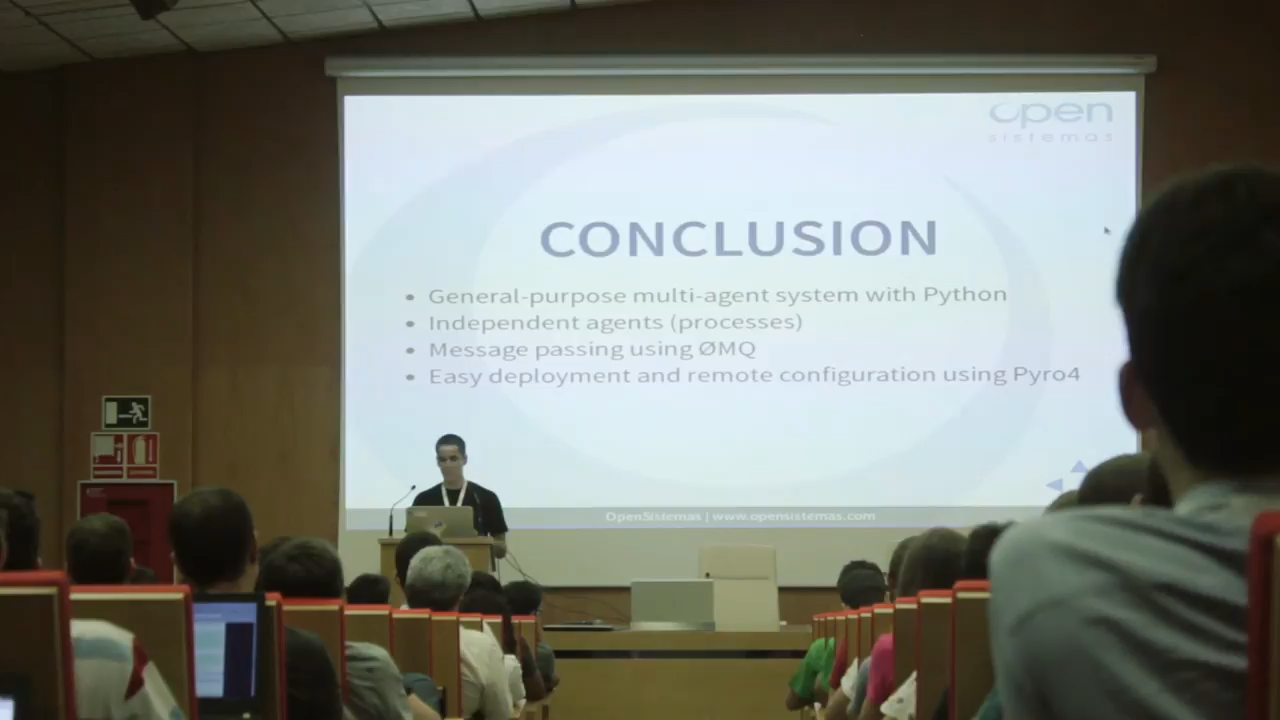 open
sistemas
CONCLUSION
• General-purpose multi-agent system with Python
• Independent agents (processes)
• Message passing using ØMQ
• Easy deployment and remote configuration using Pyro4
OpenSistemas | www.opensistemas.com